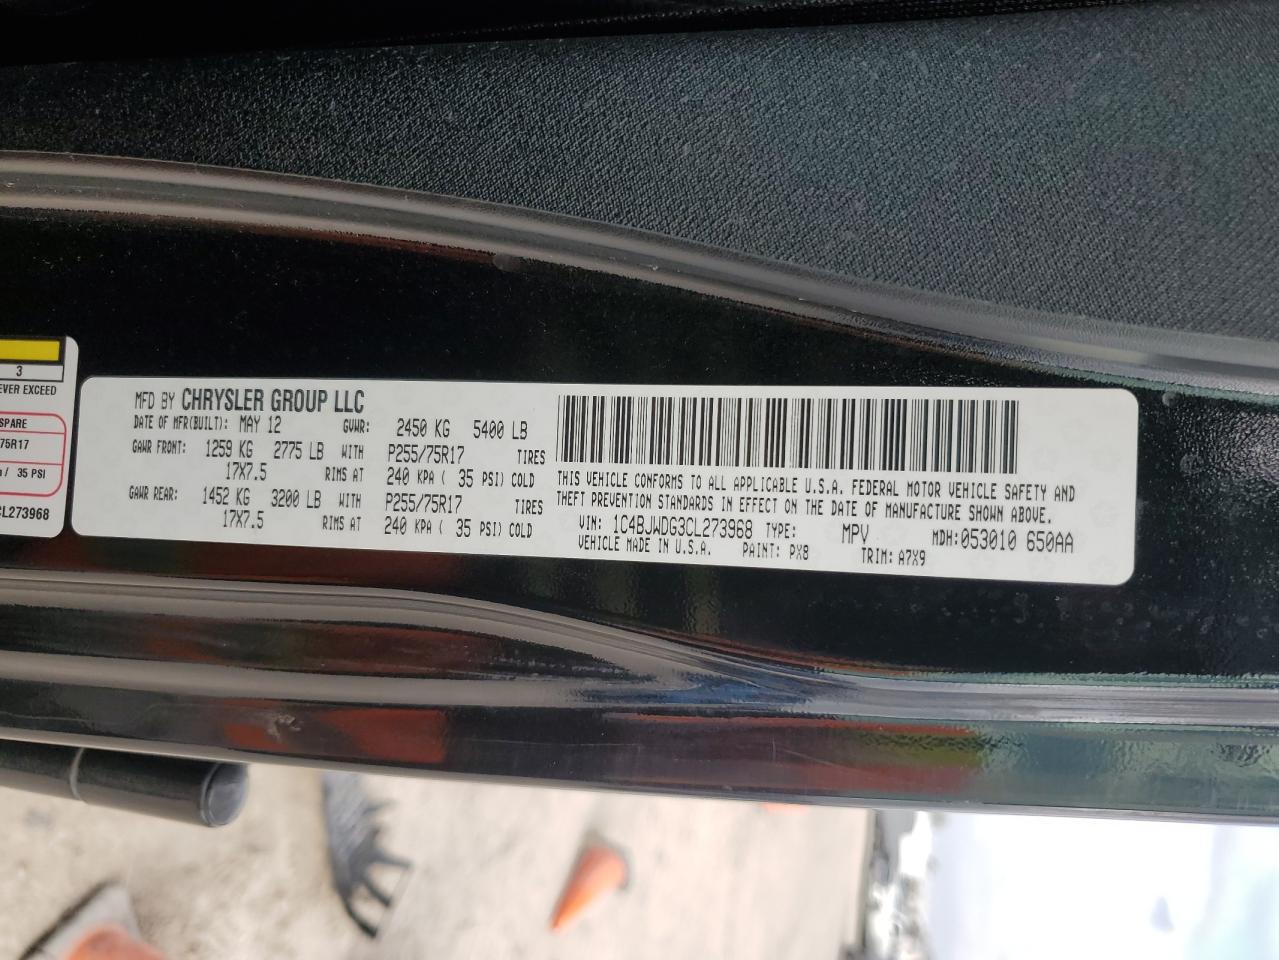 3
EVER EXCEED
SPARE
75R17
/ 35 PSI
CL273968
MFD BY CHRYSLER GROUP LLC
DATE OF MFR(BUILT): MAY 12 GVWR: 2450 KG 5400 LB
GAWR FRONT: 1259 KG 2775 LB WITH P255/75R17 TIRES
17X7.5 RIMS AT 240 KPA ( 35 PSI) COLD
GAWR REAR: 1452 KG 3200 LB WITH P255/75R17 TIRES
17X7.5 RIMS AT 240 KPA ( 35 PSI) COLD
THIS VEHICLE CONFORMS TO ALL APPLICABLE U.S.A. FEDERAL MOTOR VEHICLE SAFETY AND
THEFT PREVENTION STANDARDS IN EFFECT ON THE DATE OF MANUFACTURE SHOWN ABOVE.
VIN: 1C4BJWDG3CL273968 TYPE: MPV MDH:053010 650AA
VEHICLE MADE IN U.S.A. PAINT: PX8 TRIM: A7X9